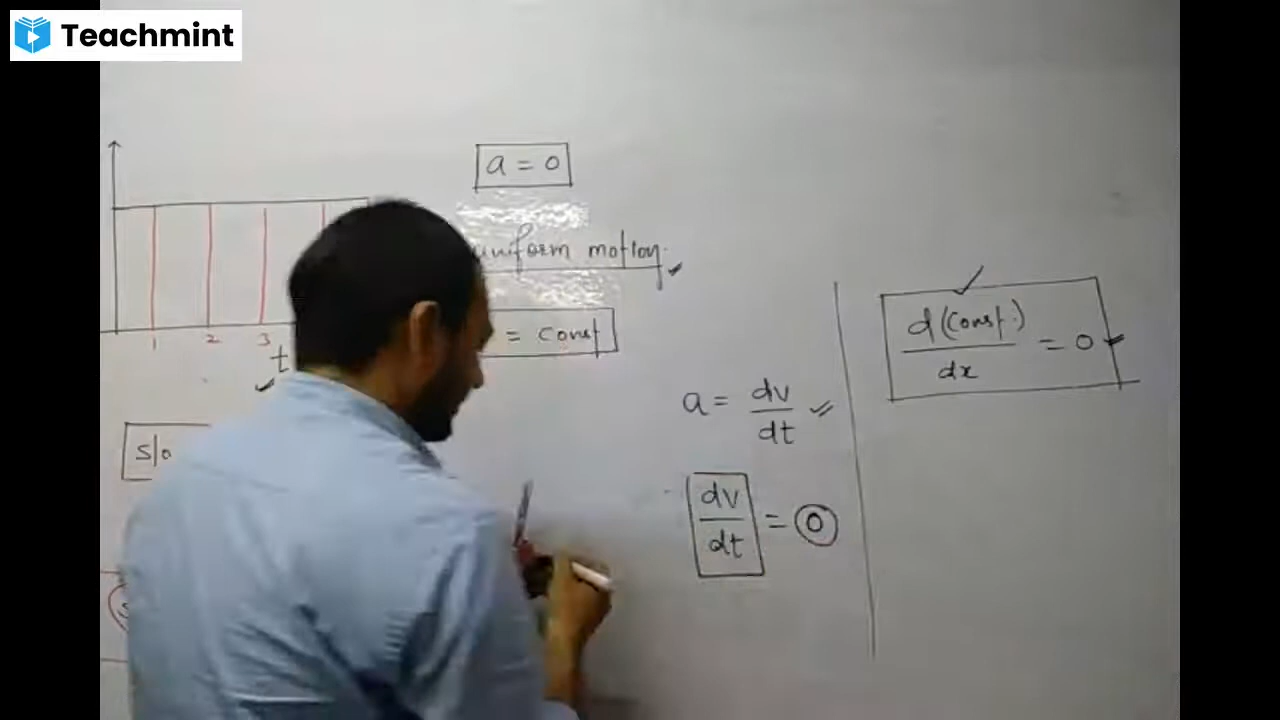 Teachmint
a = 0
uniform motion.
= const
1 2 3
t
d(const.)/dx = 0
a = dv/dt
dv/dt = 0